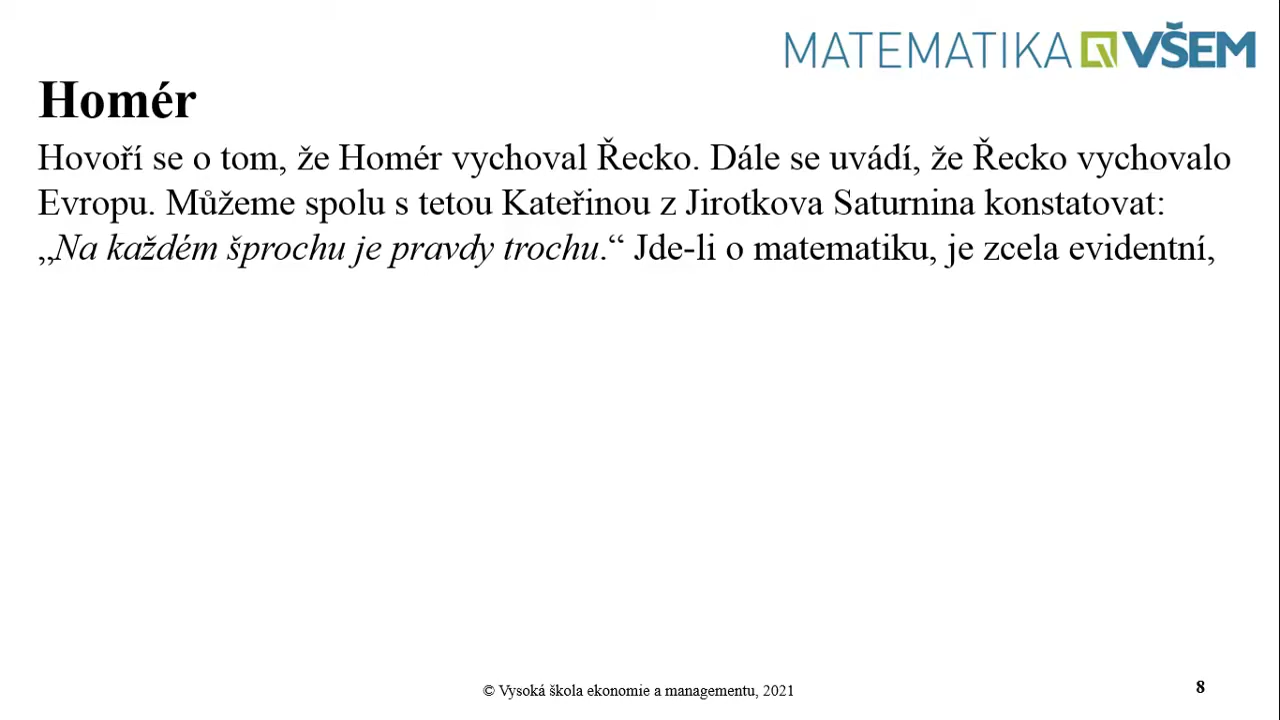 MATEMATIKA VŠEM
Homér
Hovoří se o tom, že Homér vychoval Řecko. Dále se uvádí, že Řecko vychovalo
Evropu. Můžeme spolu s tetou Kateřinou z Jirotkova Saturnina konstatovat:
„Na každém šprochu je pravdy trochu.“ Jde-li o matematiku, je zcela evidentní,
© Vysoká škola ekonomie a managementu, 2021
8